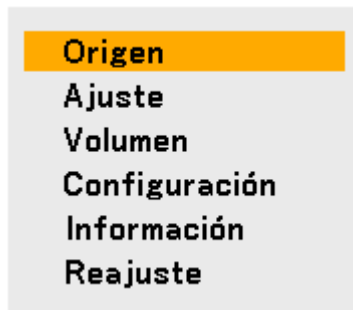 Origen
Ajuste
Volumen
Configuración
Información
Reajuste